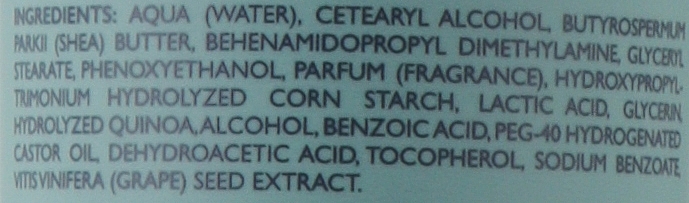 INGREDIENTS: AQUA (WATER), CETEARYL ALCOHOL, BUTYROSPERMUM
PARKII (SHEA) BUTTER, BEHENAMIDOPROPYL DIMETHYLAMINE, GLYCERYL
STEARATE, PHENOXYETHANOL, PARFUM (FRAGRANCE), HYDROXYPROPYL-
TRIMONIUM HYDROLYZED CORN STARCH, LACTIC ACID, GLYCERIN,
HYDROLYZED QUINOA, ALCOHOL, BENZOIC ACID, PEG-40 HYDROGENATED
CASTOR OIL, DEHYDROACETIC ACID, TOCOPHEROL, SODIUM BENZOATE,
VITIS VINIFERA (GRAPE) SEED EXTRACT.